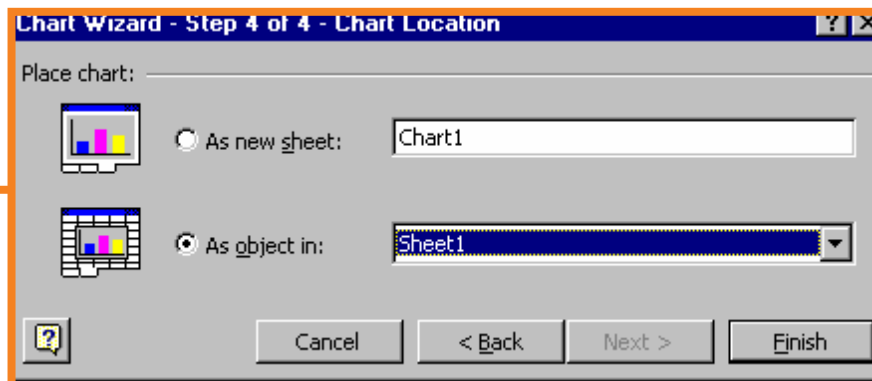 Chart Wizard - Step 4 of 4 - Chart Location
Place chart:
As new sheet: Chart1
As object in: Sheet1
Cancel < Back Next > Finish